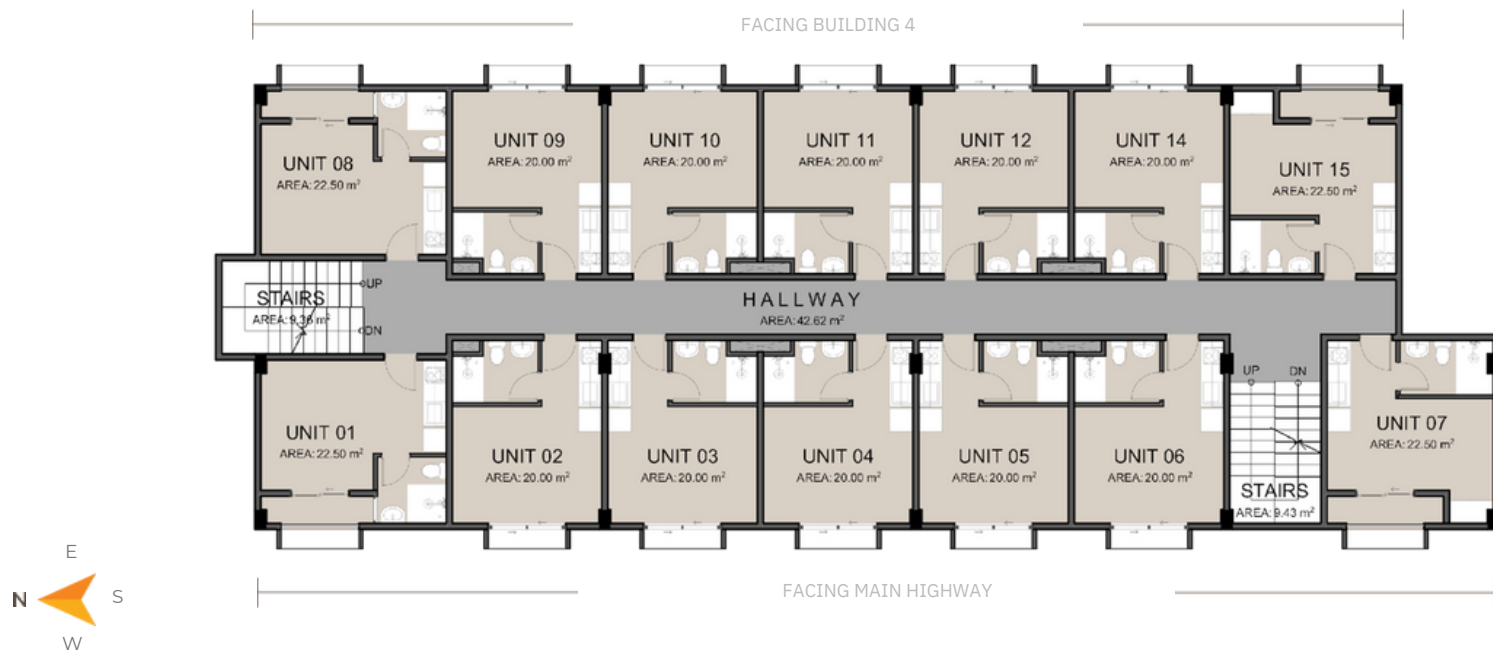 FACING BUILDING 4
UNIT 08
AREA: 22.50 m²
UNIT 09
AREA: 20.00 m²
UNIT 10
AREA: 20.00 m²
UNIT 11
AREA: 20.00 m²
UNIT 12
AREA: 20.00 m²
UNIT 14
AREA: 20.00 m²
UNIT 15
AREA: 22.50 m²
UP
STAIRS
AREA: 9.36 m²
DN
HALLWAY
AREA: 42.62 m²
UNIT 01
AREA: 22.50 m²
UNIT 02
AREA: 20.00 m²
UNIT 03
AREA: 20.00 m²
UNIT 04
AREA: 20.00 m²
UNIT 05
AREA: 20.00 m²
UNIT 06
AREA: 20.00 m²
UP DN
STAIRS
AREA: 9.43 m²
UNIT 07
AREA: 22.50 m²
FACING MAIN HIGHWAY
E
N S
W